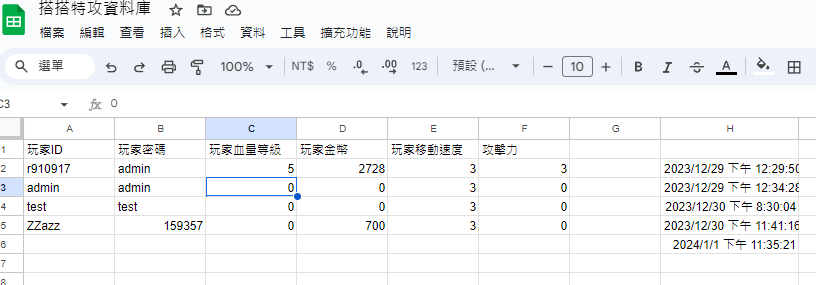 搭搭特攻資料庫
檔案 編輯 查看 插入 格式 資料 工具 擴充功能 說明
選單 100% NT$ % .0 .00 123 預設 (... 10 B I S A
C3 fx 0
A B C D E F G H
1 玩家ID 玩家密碼 玩家血量等級 玩家金幣 玩家移動速度 攻擊力
2 r910917 admin 5 2728 3 3 2023/12/29 下午 12:29:50
3 admin admin 0 0 3 0 2023/12/29 下午 12:34:28
4 test test 0 0 3 0 2023/12/30 下午 8:30:04
5 ZZazz 159357 0 700 3 0 2023/12/30 下午 11:41:16
6 2024/1/1 下午 11:35:21
7
8